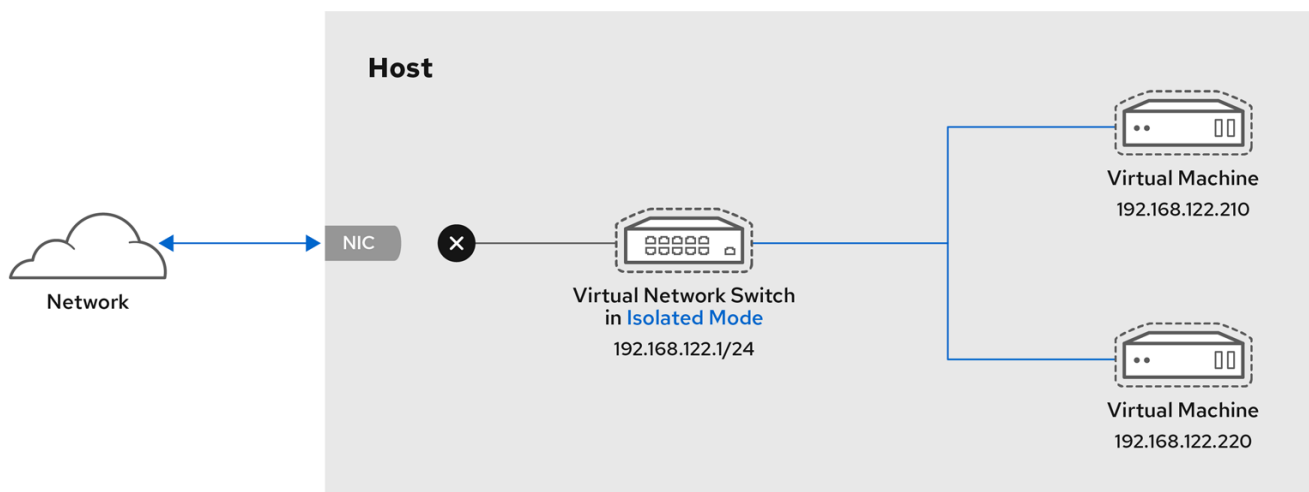 Host
NIC
Network
Virtual Network Switch
in Isolated Mode
192.168.122.1/24
Virtual Machine
192.168.122.210
Virtual Machine
192.168.122.220